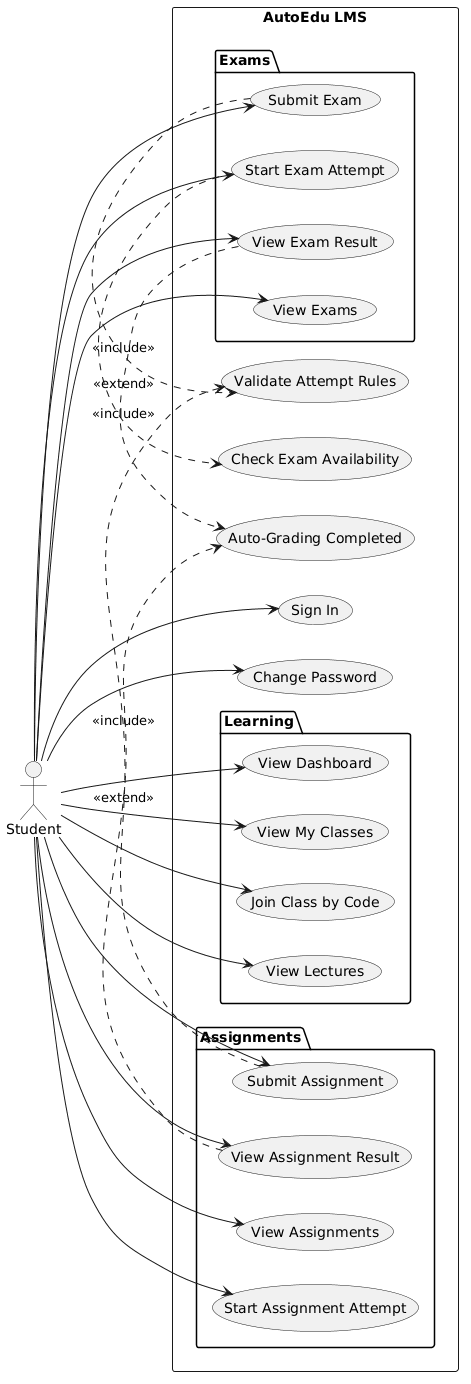 AutoEdu LMS
Exams
Submit Exam
Start Exam Attempt
View Exam Result
View Exams
«include»
«extend»
«include»
Validate Attempt Rules
Check Exam Availability
Auto-Grading Completed
Sign In
Change Password
«include»
«extend»
Learning
View Dashboard
View My Classes
Join Class by Code
View Lectures
Student
Assignments
Submit Assignment
View Assignment Result
View Assignments
Start Assignment Attempt